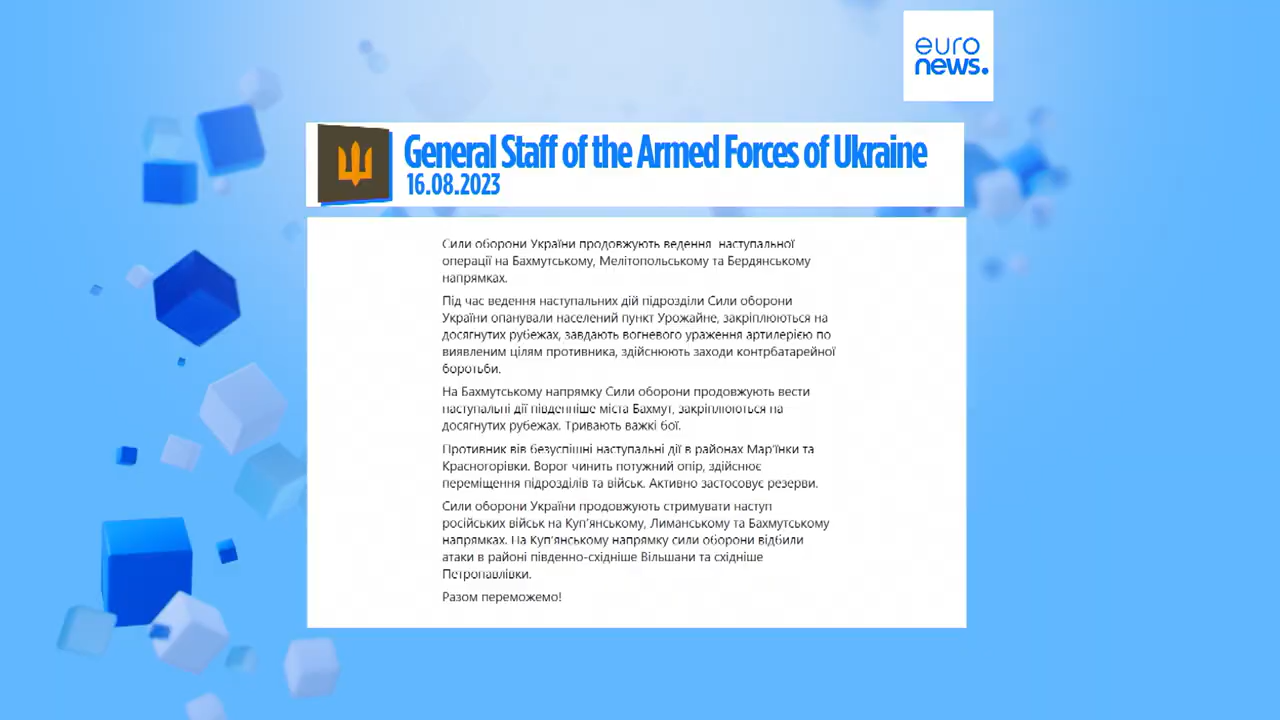 euro
news.
General Staff of the Armed Forces of Ukraine
16.08.2023
Сили оборони України продовжують ведення наступальної
операції на Бахмутському, Мелітопольському та Бердянському
напрямках.
Під час ведення наступальних дій підрозділи Сили оборони
України опанували населений пункт Урожайне, закріплюються на
досягнутих рубежах, завдають вогневого ураження артилерією по
виявленим цілям противника, здійснюють заходи контрбатарейної
боротьби.
На Бахмутському напрямку Сили оборони продовжують вести
наступальні дії південніше міста Бахмут, закріплюються на
досягнутих рубежах. Тривають важкі бої.
Противник вів безуспішні наступальні дії в районах Мар'їнки та
Красногорівки. Ворог чинить потужний опір, здійснює
переміщення підрозділів та військ. Активно застосовує резерви.
Сили оборони України продовжують стримувати наступ
російських військ на Куп'янському, Лиманському та Бахмутському
напрямках. На Куп'янському напрямку сили оборони відбили
атаки в районі південно-східніше Вільшани та східніше
Петропавлівки.
Разом переможемо!